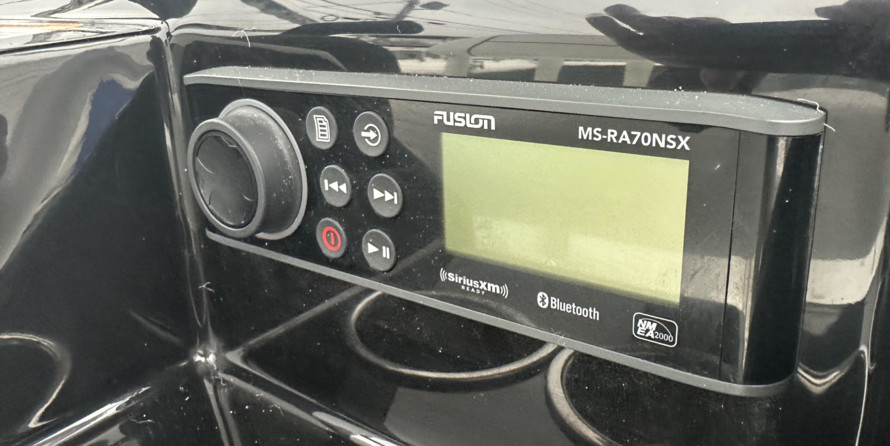 FUSION
MS-RA70NSX
((SiriusXm))
READY
Bluetooth
NMEA 2000